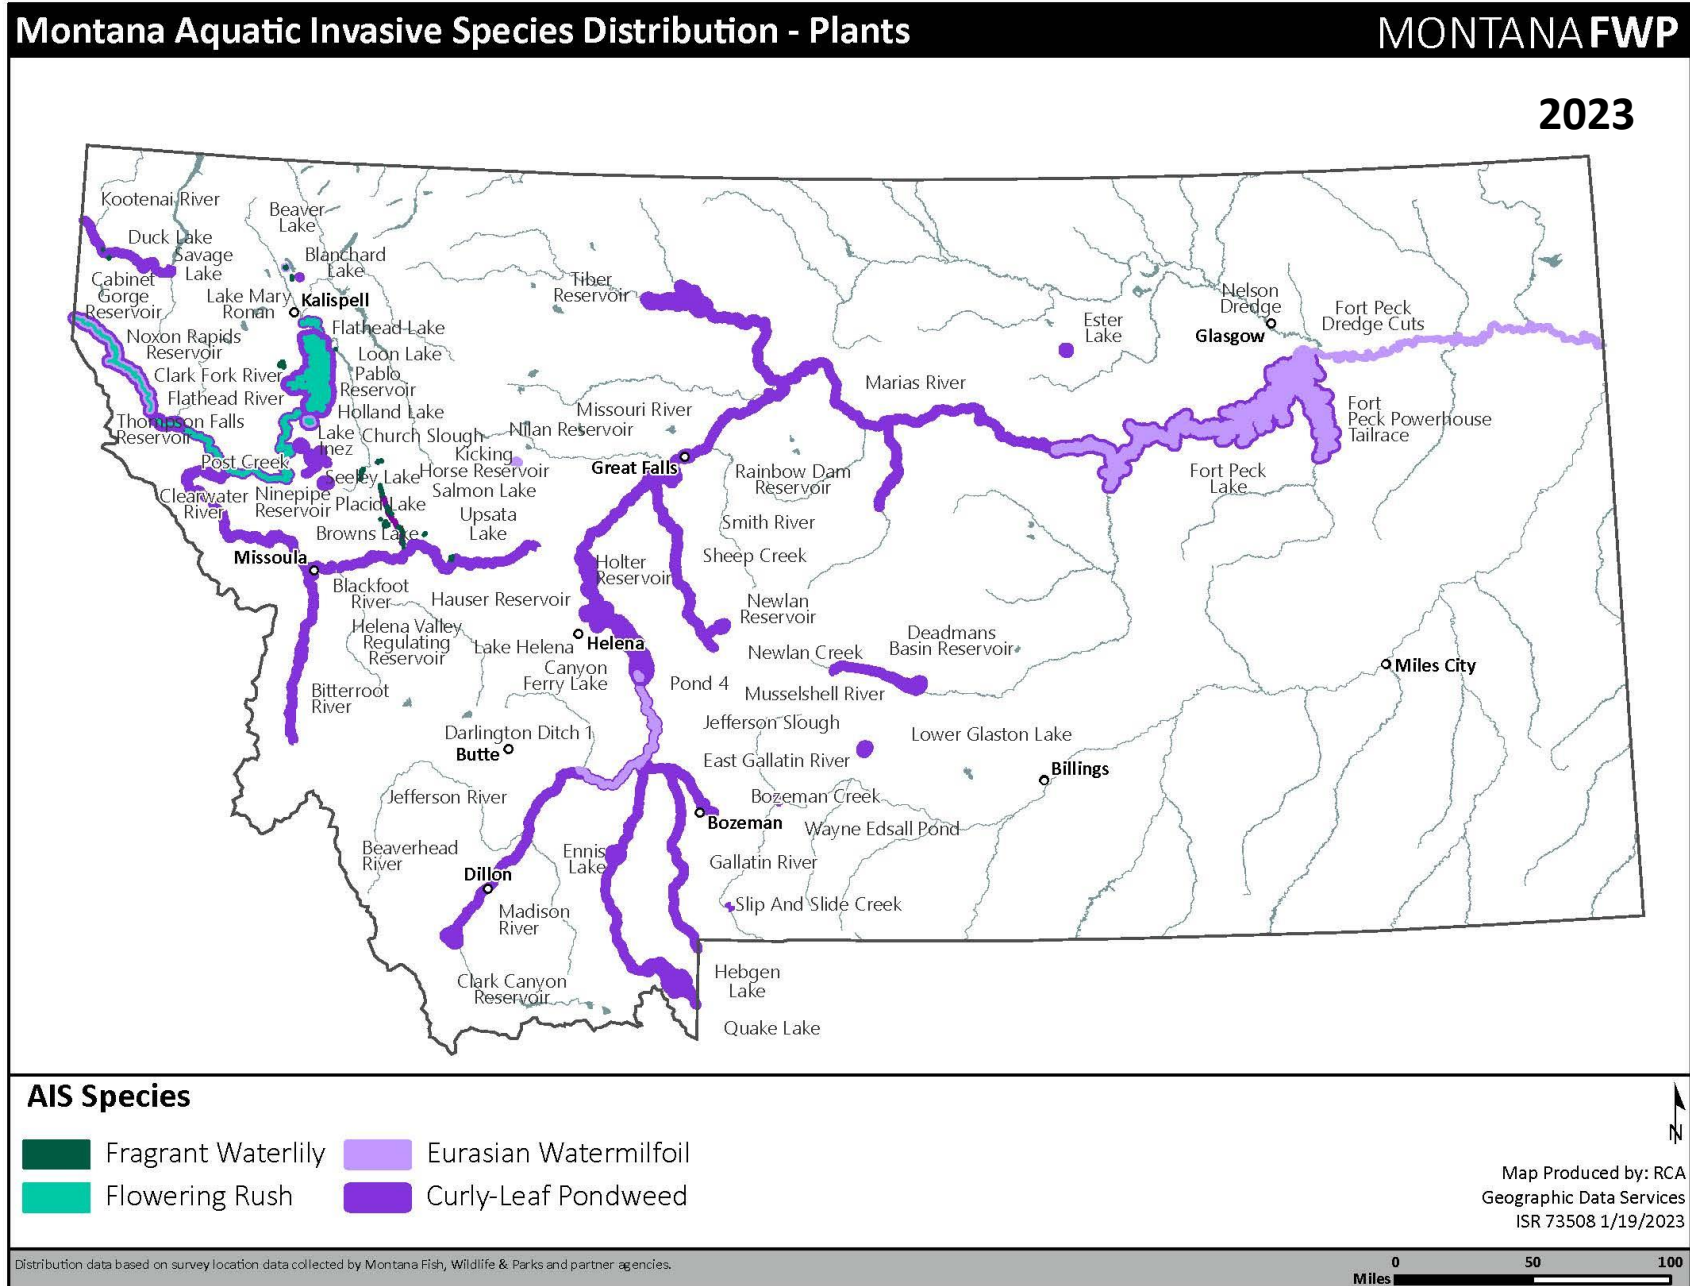 Montana Aquatic Invasive Species Distribution - Plants
MONTANA FWP
2023
Kootenai River
Beaver
Lake
Duck Lake
Savage
Lake
Blanchard
Lake
Cabinet
Gorge
Reservoir
Lake Mary
Ronan
Kalispell
Tiber
Reservoir
Nelson
Dredge
Glasgow
Fort Peck
Dredge Cuts
Ester
Lake
Noxon Rapids
Reservoir
Flathead Lake
Loon Lake
Clark Fork River
Pablo
Reservoir
Flathead River
Marias River
Holland Lake
Missouri River
Fort
Peck Powerhouse
Tailrace
Thompson Falls
Reservoir
Lake
Inez
Church Slough
Nilan Reservoir
Kicking
Horse Reservoir
Post Creek
Great Falls
Seeley Lake
Salmon Lake
Rainbow Dam
Reservoir
Fort Peck
Lake
Clearwater
River
Ninepipe
Reservoir
Placid Lake
Upsata
Lake
Browns Lake
Smith River
Missoula
Sheep Creek
Holter
Reservoir
Blackfoot
River
Hauser Reservoir
Newlan
Reservoir
Helena Valley
Regulating
Reservoir
Lake Helena
Helena
Deadmans
Basin Reservoir
Newlan Creek
Miles City
Canyon
Ferry Lake
Pond 4
Musselshell River
Bitterroot
River
Jefferson Slough
Darlington Ditch 1
Lower Glaston Lake
Butte
East Gallatin River
Billings
Jefferson River
Bozeman Creek
Bozeman
Wayne Edsall Pond
Beaverhead
River
Ennis
Lake
Gallatin River
Dillon
Slip And Slide Creek
Madison
River
Clark Canyon
Reservoir
Hebgen
Lake
Quake Lake
AIS Species
Fragrant Waterlily
Eurasian Watermilfoil
Flowering Rush
Curly-Leaf Pondweed
N
Map Produced by: RCA
Geographic Data Services
ISR 73508 1/19/2023
Distribution data based on survey location data collected by Montana Fish, Wildlife & Parks and partner agencies.
0 50 100
Miles